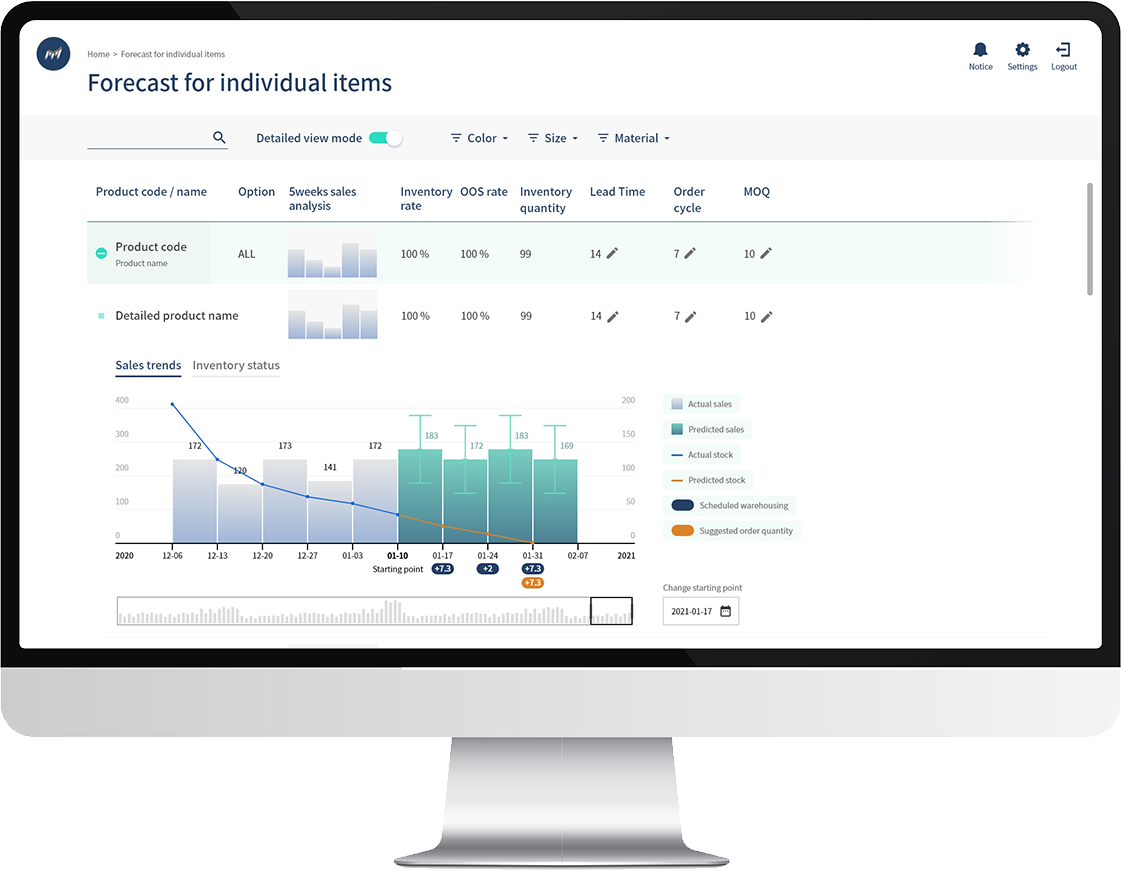 Home > Forecast for individual items
Forecast for individual items
Notice Settings Logout
Detailed view mode Color Size Material
Product code / name Option 5weeks sales analysis Inventory rate OOS rate Inventory quantity Lead Time Order cycle MOQ
Product code
Product name
ALL 100 % 100 % 99 14 7 10
Detailed product name 100 % 100 % 99 14 7 10
Sales trends Inventory status
400 200
300 150
200 100
100 50
0 0
172 120 173 141 172 183 172 183 169
2020 12-06 12-13 12-20 12-27 01-03 01-10 01-17 01-24 01-31 02-07 2021
Starting point +7.3 +2 +7.3
+7.3
Actual sales
Predicted sales
Actual stock
Predicted stock
Scheduled warehousing
Suggested order quantity
Change starting point
2021-01-17